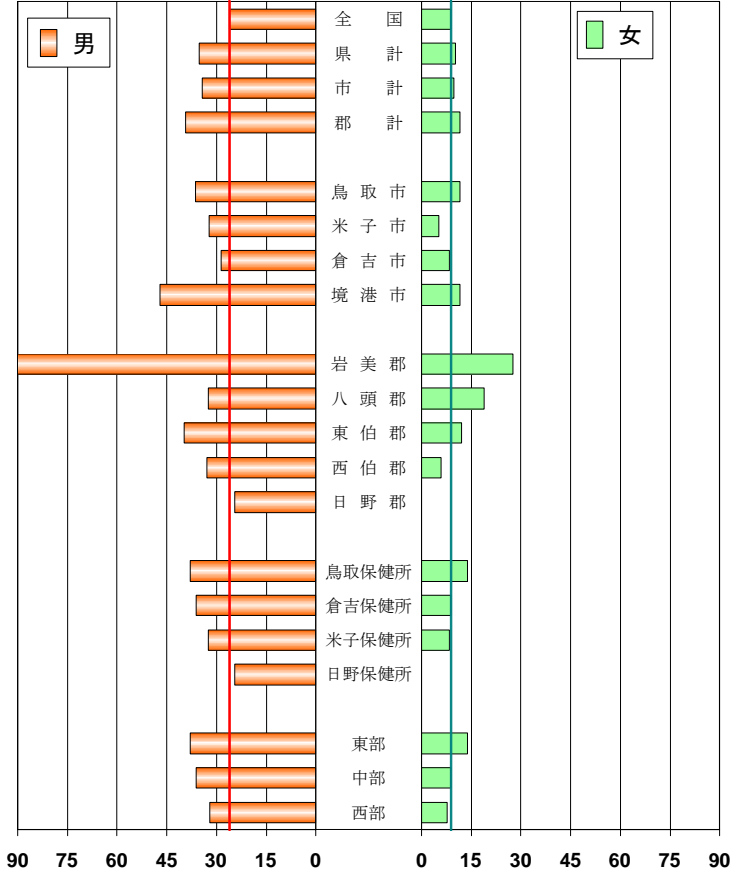 男
女
全 国
県 計
市 計
郡 計
鳥 取 市
米 子 市
倉 吉 市
境 港 市
岩 美 郡
八 頭 郡
東 伯 郡
西 伯 郡
日 野 郡
鳥取保健所
倉吉保健所
米子保健所
日野保健所
東部
中部
西部
90 75 60 45 30 15 0 0 15 30 45 60 75 90